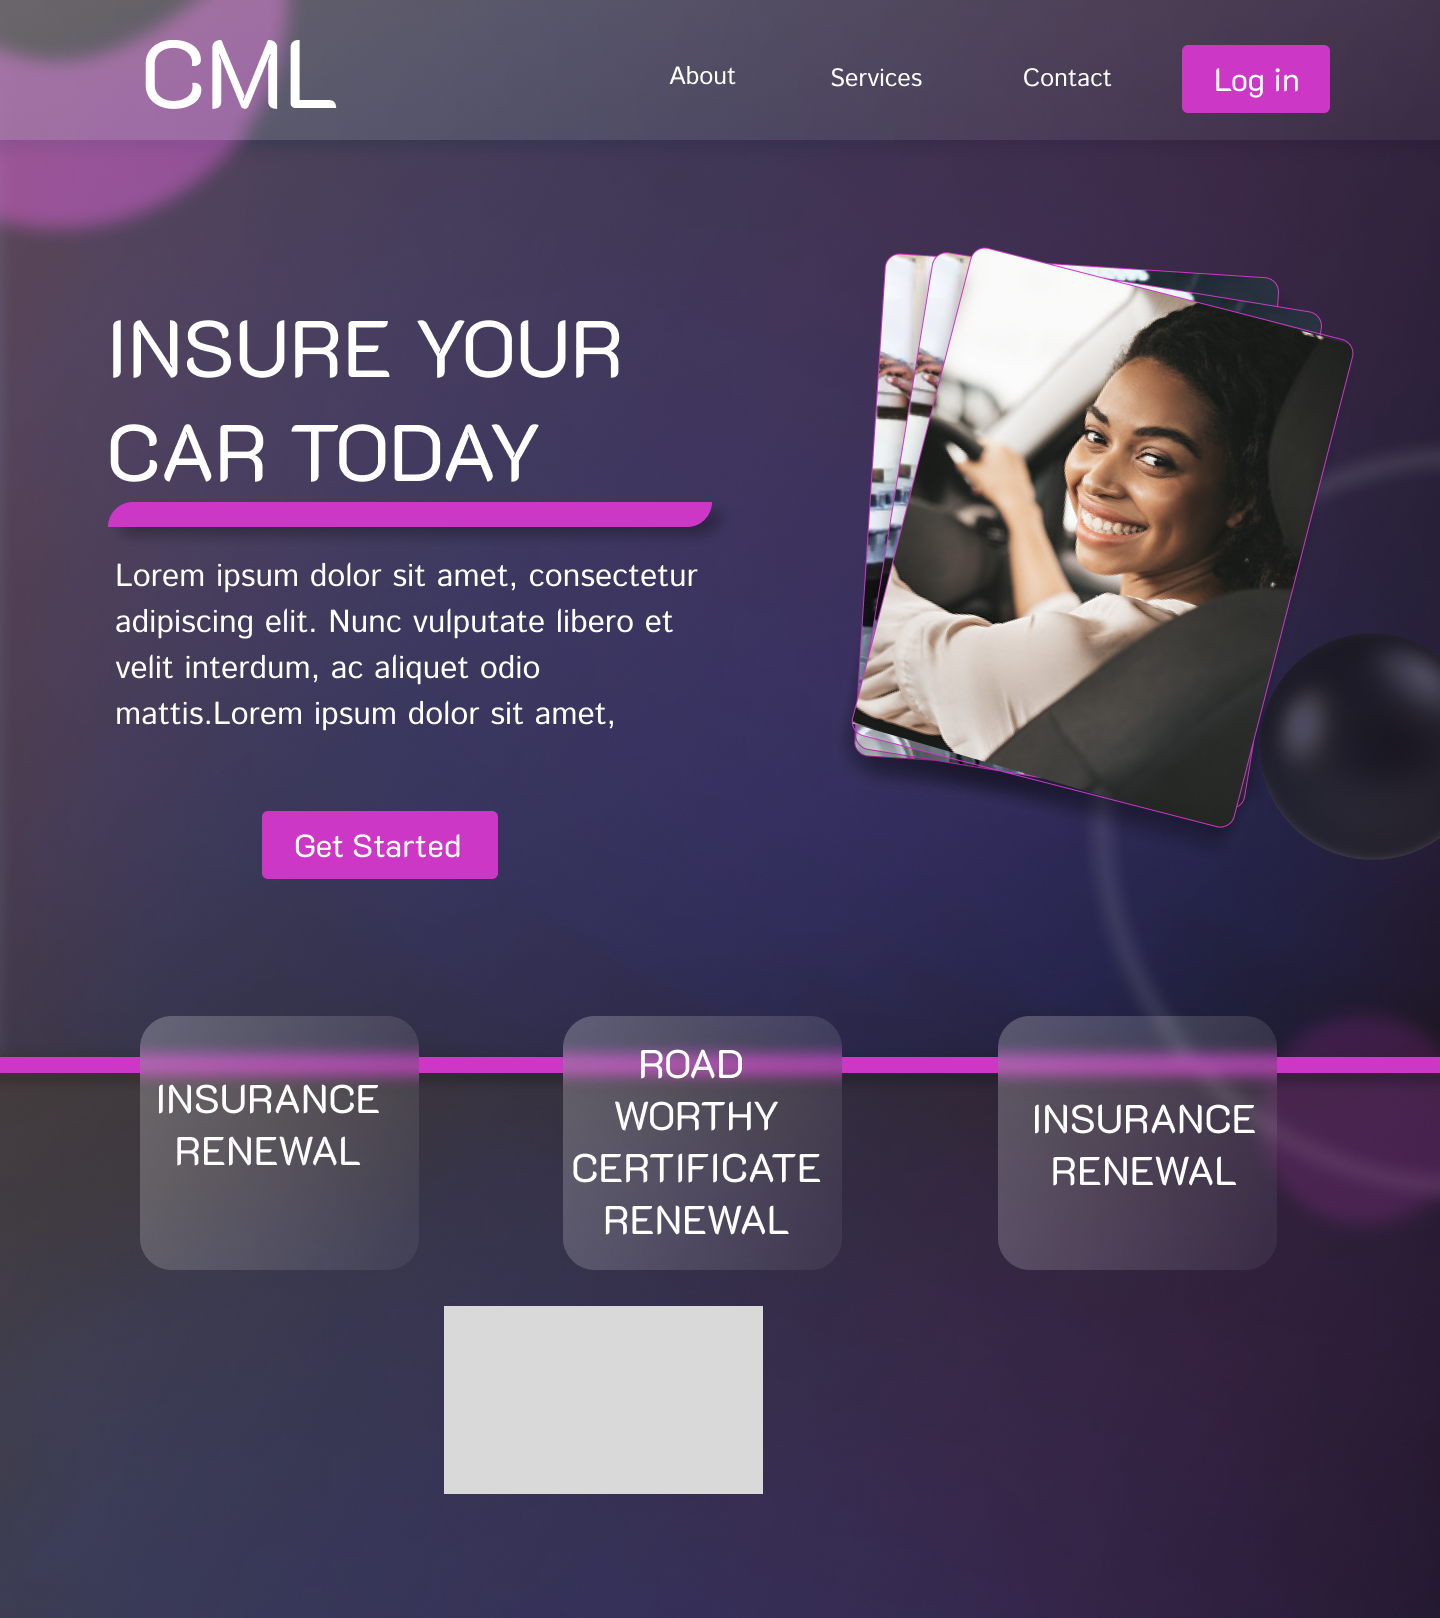 CML
About
Services
Contact
Log in
INSURE YOUR
CAR TODAY
Lorem ipsum dolor sit amet, consectetur
adipiscing elit. Nunc vulputate libero et
velit interdum, ac aliquet odio
mattis.Lorem ipsum dolor sit amet,
Get Started
INSURANCE
RENEWAL
ROAD
WORTHY
CERTIFICATE
RENEWAL
INSURANCE
RENEWAL